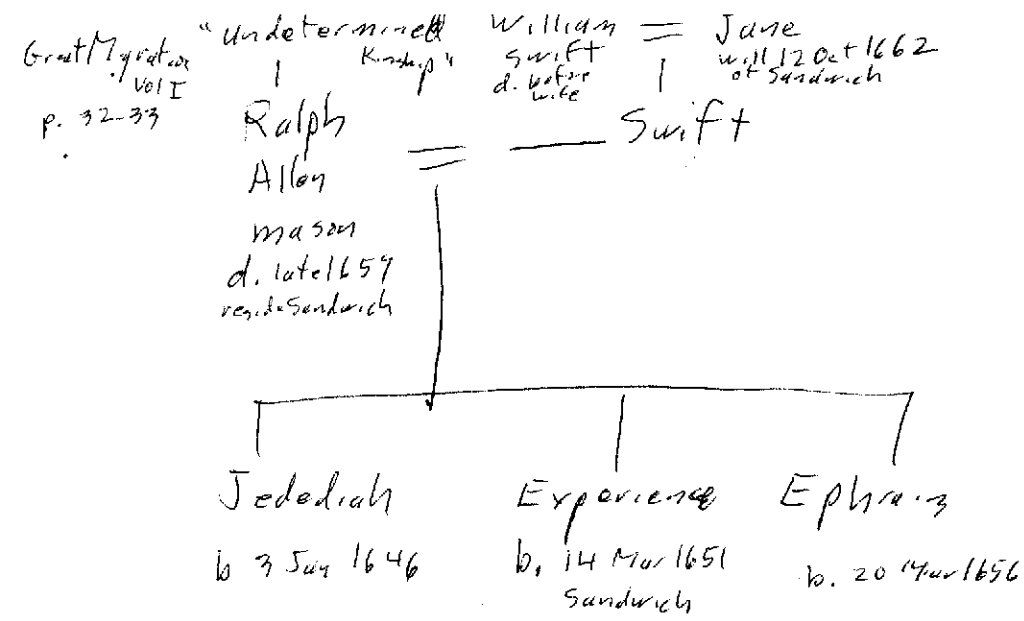 Great Migration
Vol I
p. 32-33
"Undetermined
Kinship"
William
Swift
d. before
wife
=
Jane
will 12 Oct 1662
of Sandwich
Ralph
Allen
mason
d. late 1659
reside Sandwich
=
— Swift
Jedediah
b 3 Jan 1646
Experience
b. 14 Mar 1651
Sandwich
Ephraim
b. 20 Mar 1656